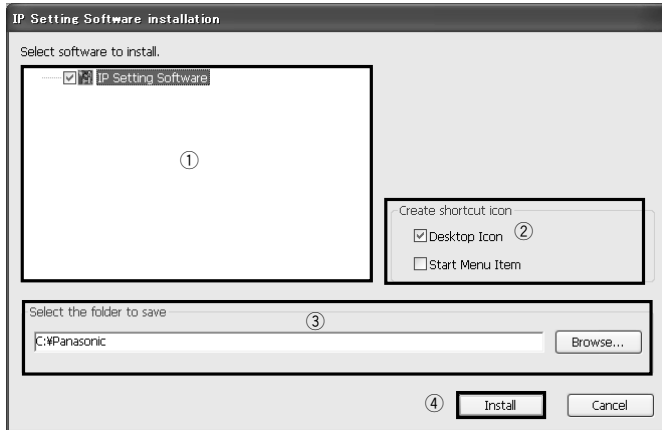 IP Setting Software installation
Select software to install.
IP Setting Software
①
Create shortcut icon
Desktop Icon ②
Start Menu Item
Select the folder to save
③
C:¥Panasonic
Browse...
④ Install Cancel